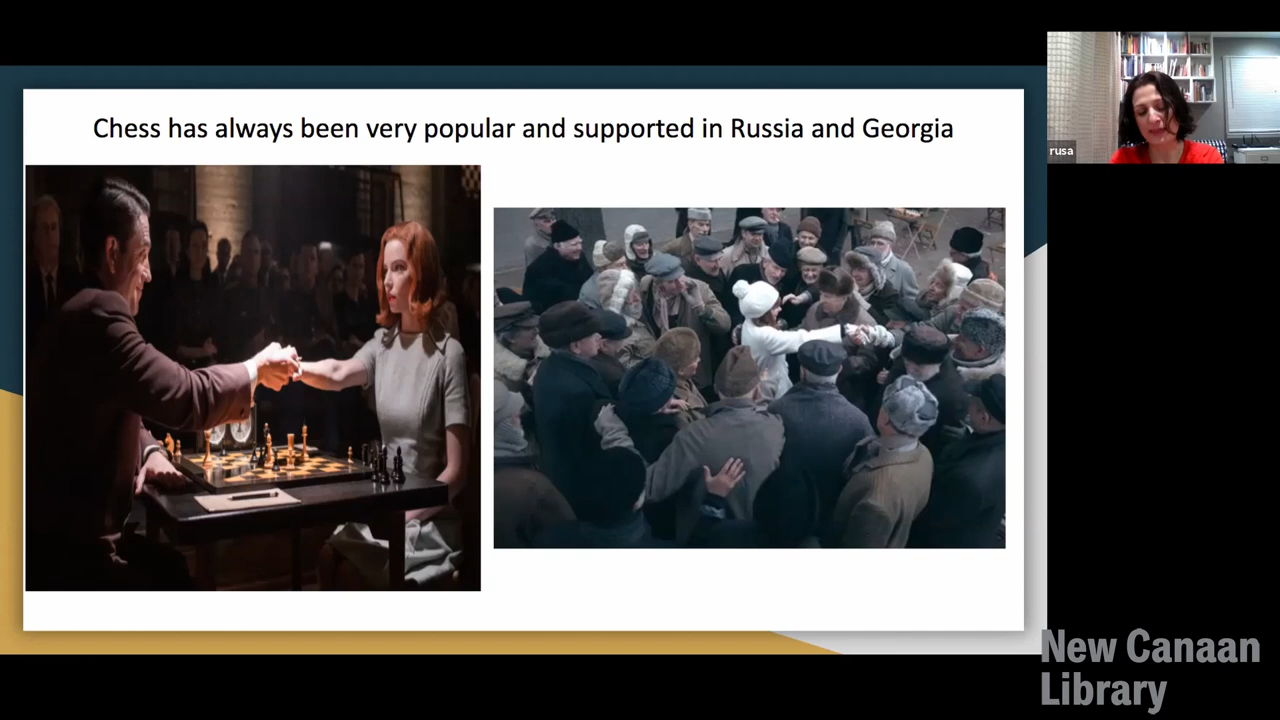 Chess has always been very popular and supported in Russia and Georgia
rusa
New Canaan
Library